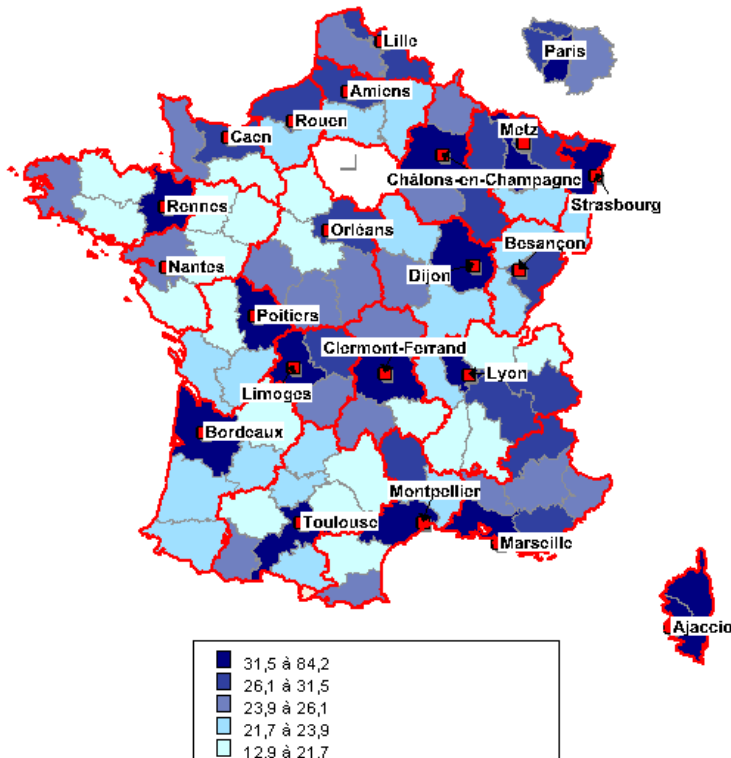 Lille
Paris
Amiens
Rouen
Metz
Caen
Châlons-en-Champagne
Strasbourg
Rennes
Orléans
Besançon
Nantes
Dijon
Poitiers
Clermont-Ferrand
Lyon
Limoges
Bordeaux
Montpellier
Toulouse
Marseille
Ajaccio
31,5 à 84,2
26,1 à 31,5
23,9 à 26,1
21,7 à 23,9
12,9 à 21,7